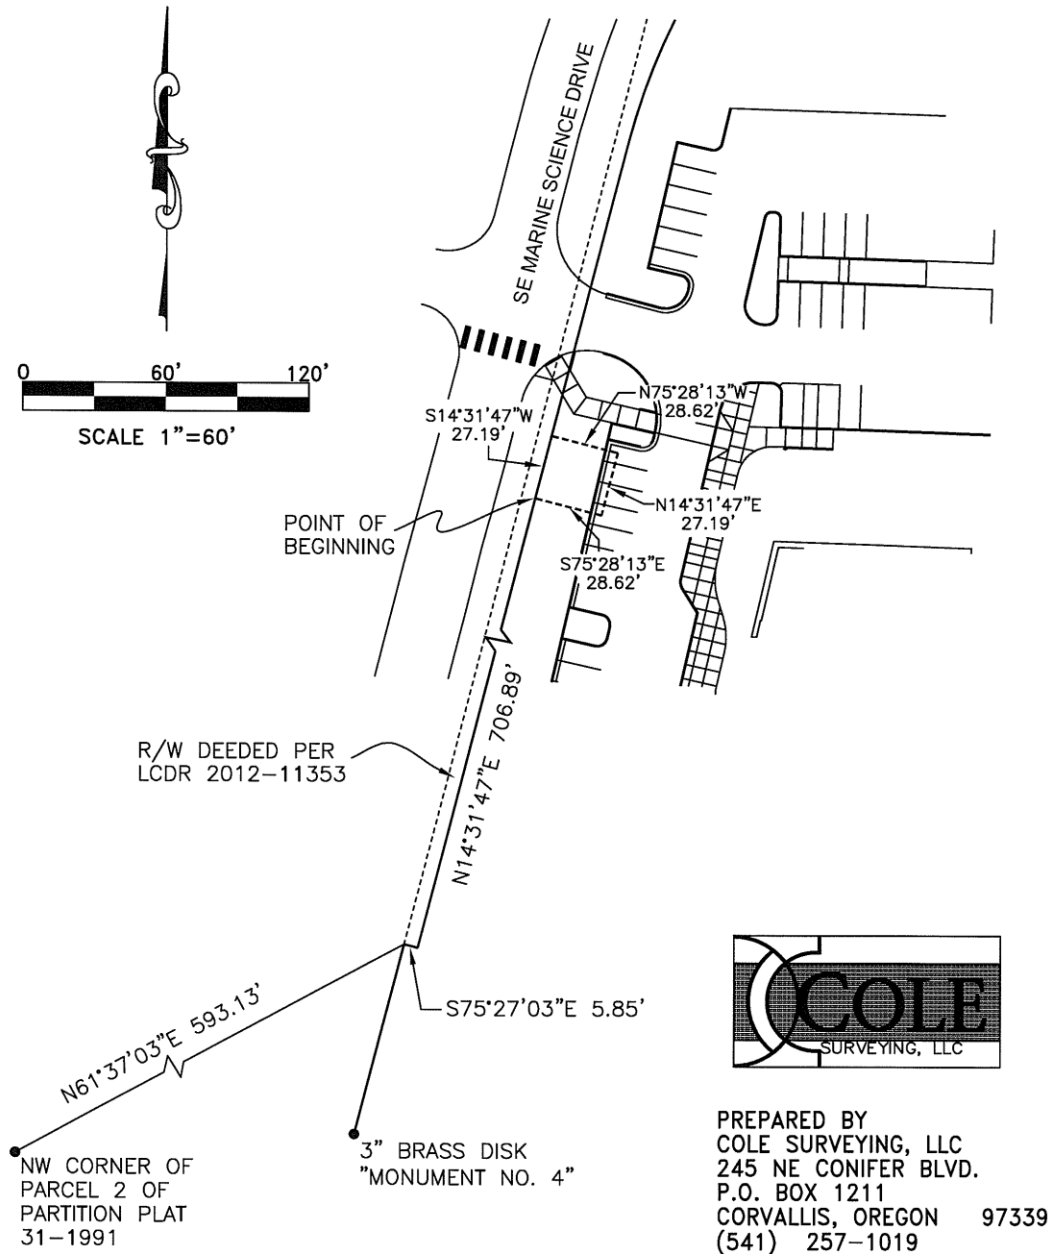 SE MARINE SCIENCE DRIVE
0 60' 120'
SCALE 1"=60'
N75°28'13"W
28.62'
S14°31'47"W
27.19'
N14°31'47"E
27.19'
POINT OF
BEGINNING
S75°28'13"E
28.62'
R/W DEEDED PER
LCDR 2012-11353
N14°31'47"E 706.89'
S75°27'03"E 5.85'
N61°37'03"E 593.13'
NW CORNER OF
PARCEL 2 OF
PARTITION PLAT
31-1991
3" BRASS DISK
"MONUMENT NO. 4"
COLE
SURVEYING, LLC
PREPARED BY
COLE SURVEYING, LLC
245 NE CONIFER BLVD.
P.O. BOX 1211
CORVALLIS, OREGON 97339
(541) 257-1019